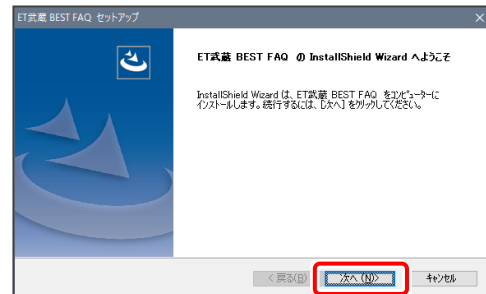 ET武蔵 BEST FAQ セットアップ
ET武蔵 BEST FAQ の InstallShield Wizard へようこそ
InstallShield Wizard は、ET武蔵 BEST FAQ をコンピューターに
インストールします。続行するには、[次へ] をクリックしてください。
< 戻る(B) 次へ(N)> キャンセル